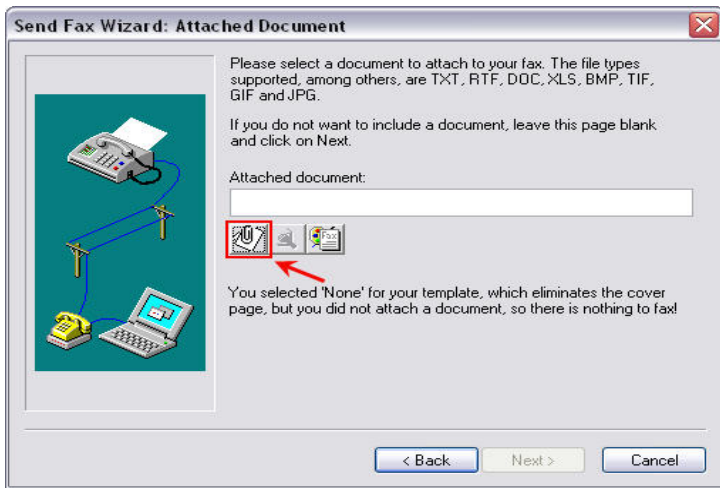 Send Fax Wizard: Attached Document
Please select a document to attach to your fax. The file types
supported, among others, are TXT, RTF, DOC, XLS, BMP, TIF,
GIF and JPG.
If you do not want to include a document, leave this page blank
and click on Next.
Attached document:
Fax
You selected 'None' for your template, which eliminates the cover
page, but you did not attach a document, so there is nothing to fax!
< Back
Next >
Cancel